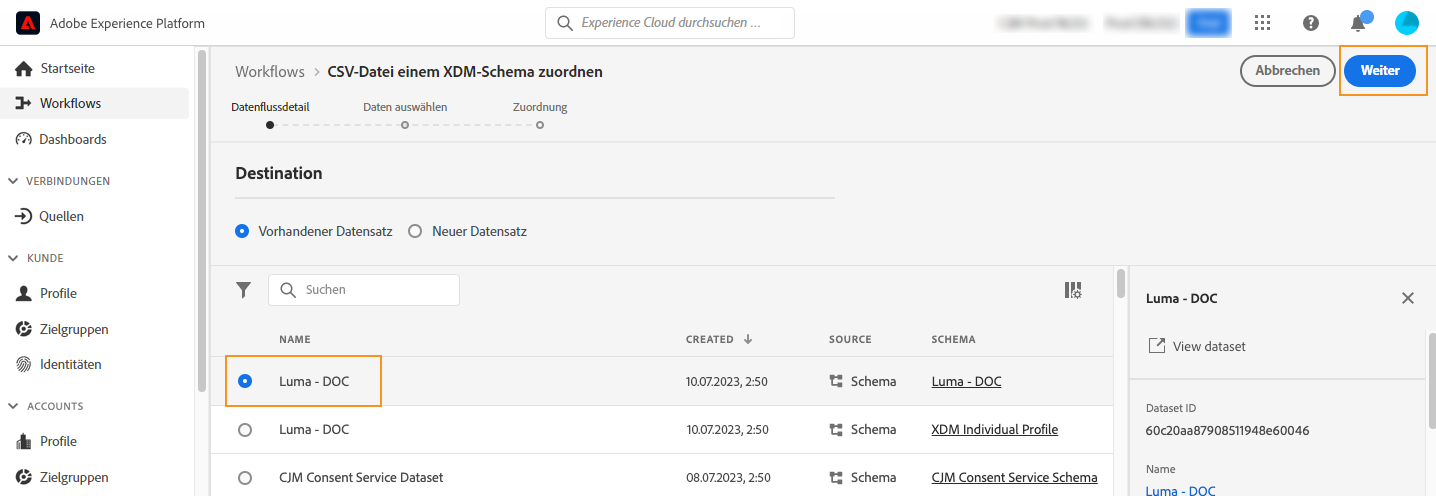 Adobe Experience Platform
Experience Cloud durchsuchen ...
Startseite
Workflows
Dashboards
VERBINDUNGEN
Quellen
KUNDE
Profile
Zielgruppen
Identitäten
ACCOUNTS
Profile
Zielgruppen
Workflows > CSV-Datei einem XDM-Schema zuordnen
Abbrechen
Weiter
Datenflussdetail Daten auswählen Zuordnung
Destination
Vorhandener Datensatz Neuer Datensatz
Suchen
NAME CREATED ↓ SOURCE SCHEMA
Luma - DOC 10.07.2023, 2:50 Schema Luma - DOC
Luma - DOC 10.07.2023, 2:50 Schema XDM Individual Profile
CJM Consent Service Dataset 08.07.2023, 2:50 Schema CJM Consent Service Schema
Luma - DOC
View dataset
Dataset ID
60c20aa87908511948e60046
Name
Luma - DOC